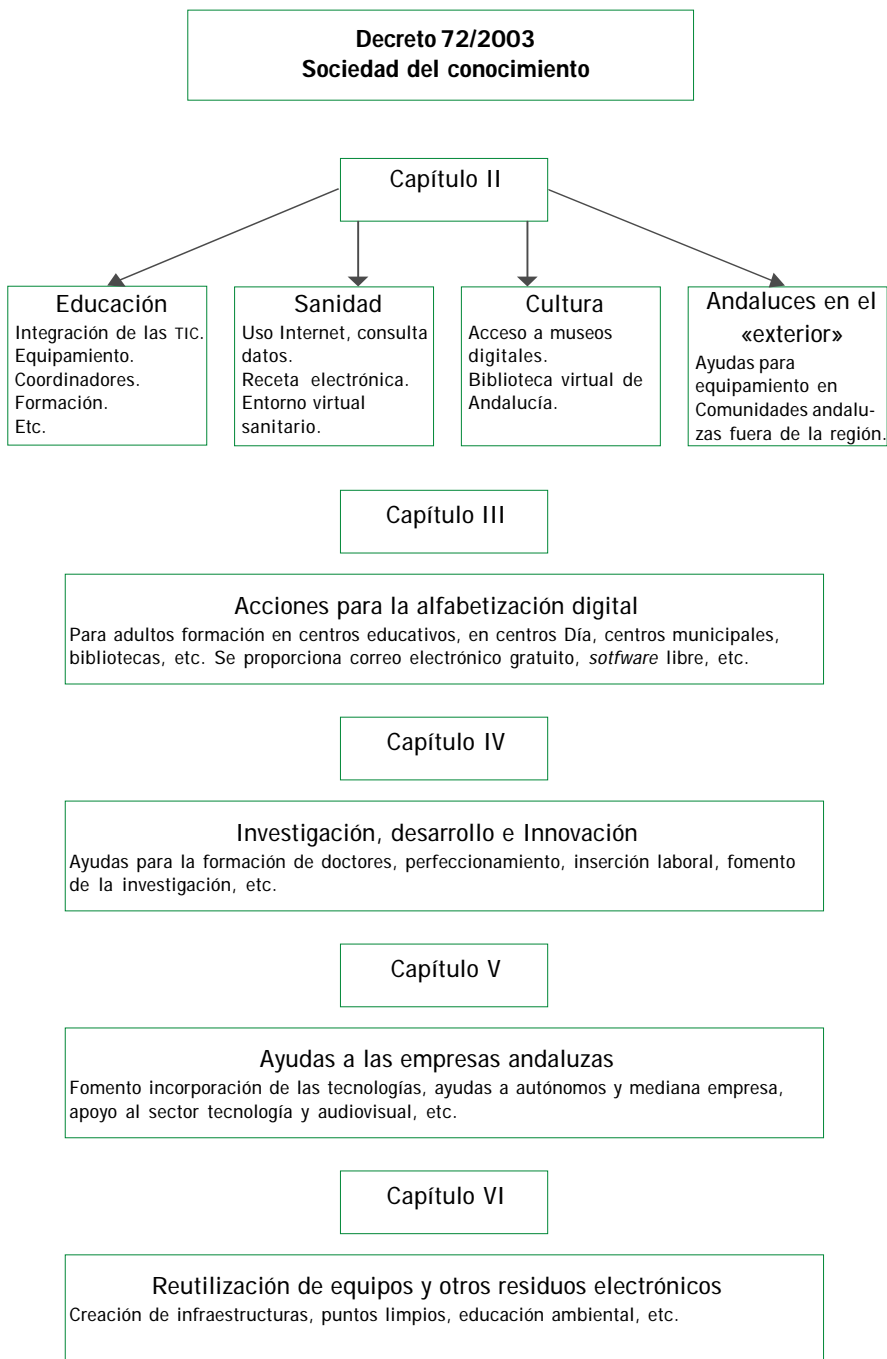 Decreto 72/2003
Sociedad del conocimiento
Capítulo II
Educación
Integración de las TIC.
Equipamiento.
Coordinadores.
Formación.
Etc.
Sanidad
Uso Internet, consulta
datos.
Receta electrónica.
Entorno virtual
sanitario.
Cultura
Acceso a museos
digitales.
Biblioteca virtual de
Andalucía.
Andaluces en el
«exterior»
Ayudas para
equipamiento en
Comunidades andalu-
zas fuera de la región.
Capítulo III
Acciones para la alfabetización digital
Para adultos formación en centros educativos, en centros Día, centros municipales,
bibliotecas, etc. Se proporciona correo electrónico gratuito, sotfware libre, etc.
Capítulo IV
Investigación, desarrollo e Innovación
Ayudas para la formación de doctores, perfeccionamiento, inserción laboral, fomento
de la investigación, etc.
Capítulo V
Ayudas a las empresas andaluzas
Fomento incorporación de las tecnologías, ayudas a autónomos y mediana empresa,
apoyo al sector tecnología y audiovisual, etc.
Capítulo VI
Reutilización de equipos y otros residuos electrónicos
Creación de infraestructuras, puntos limpios, educación ambiental, etc.